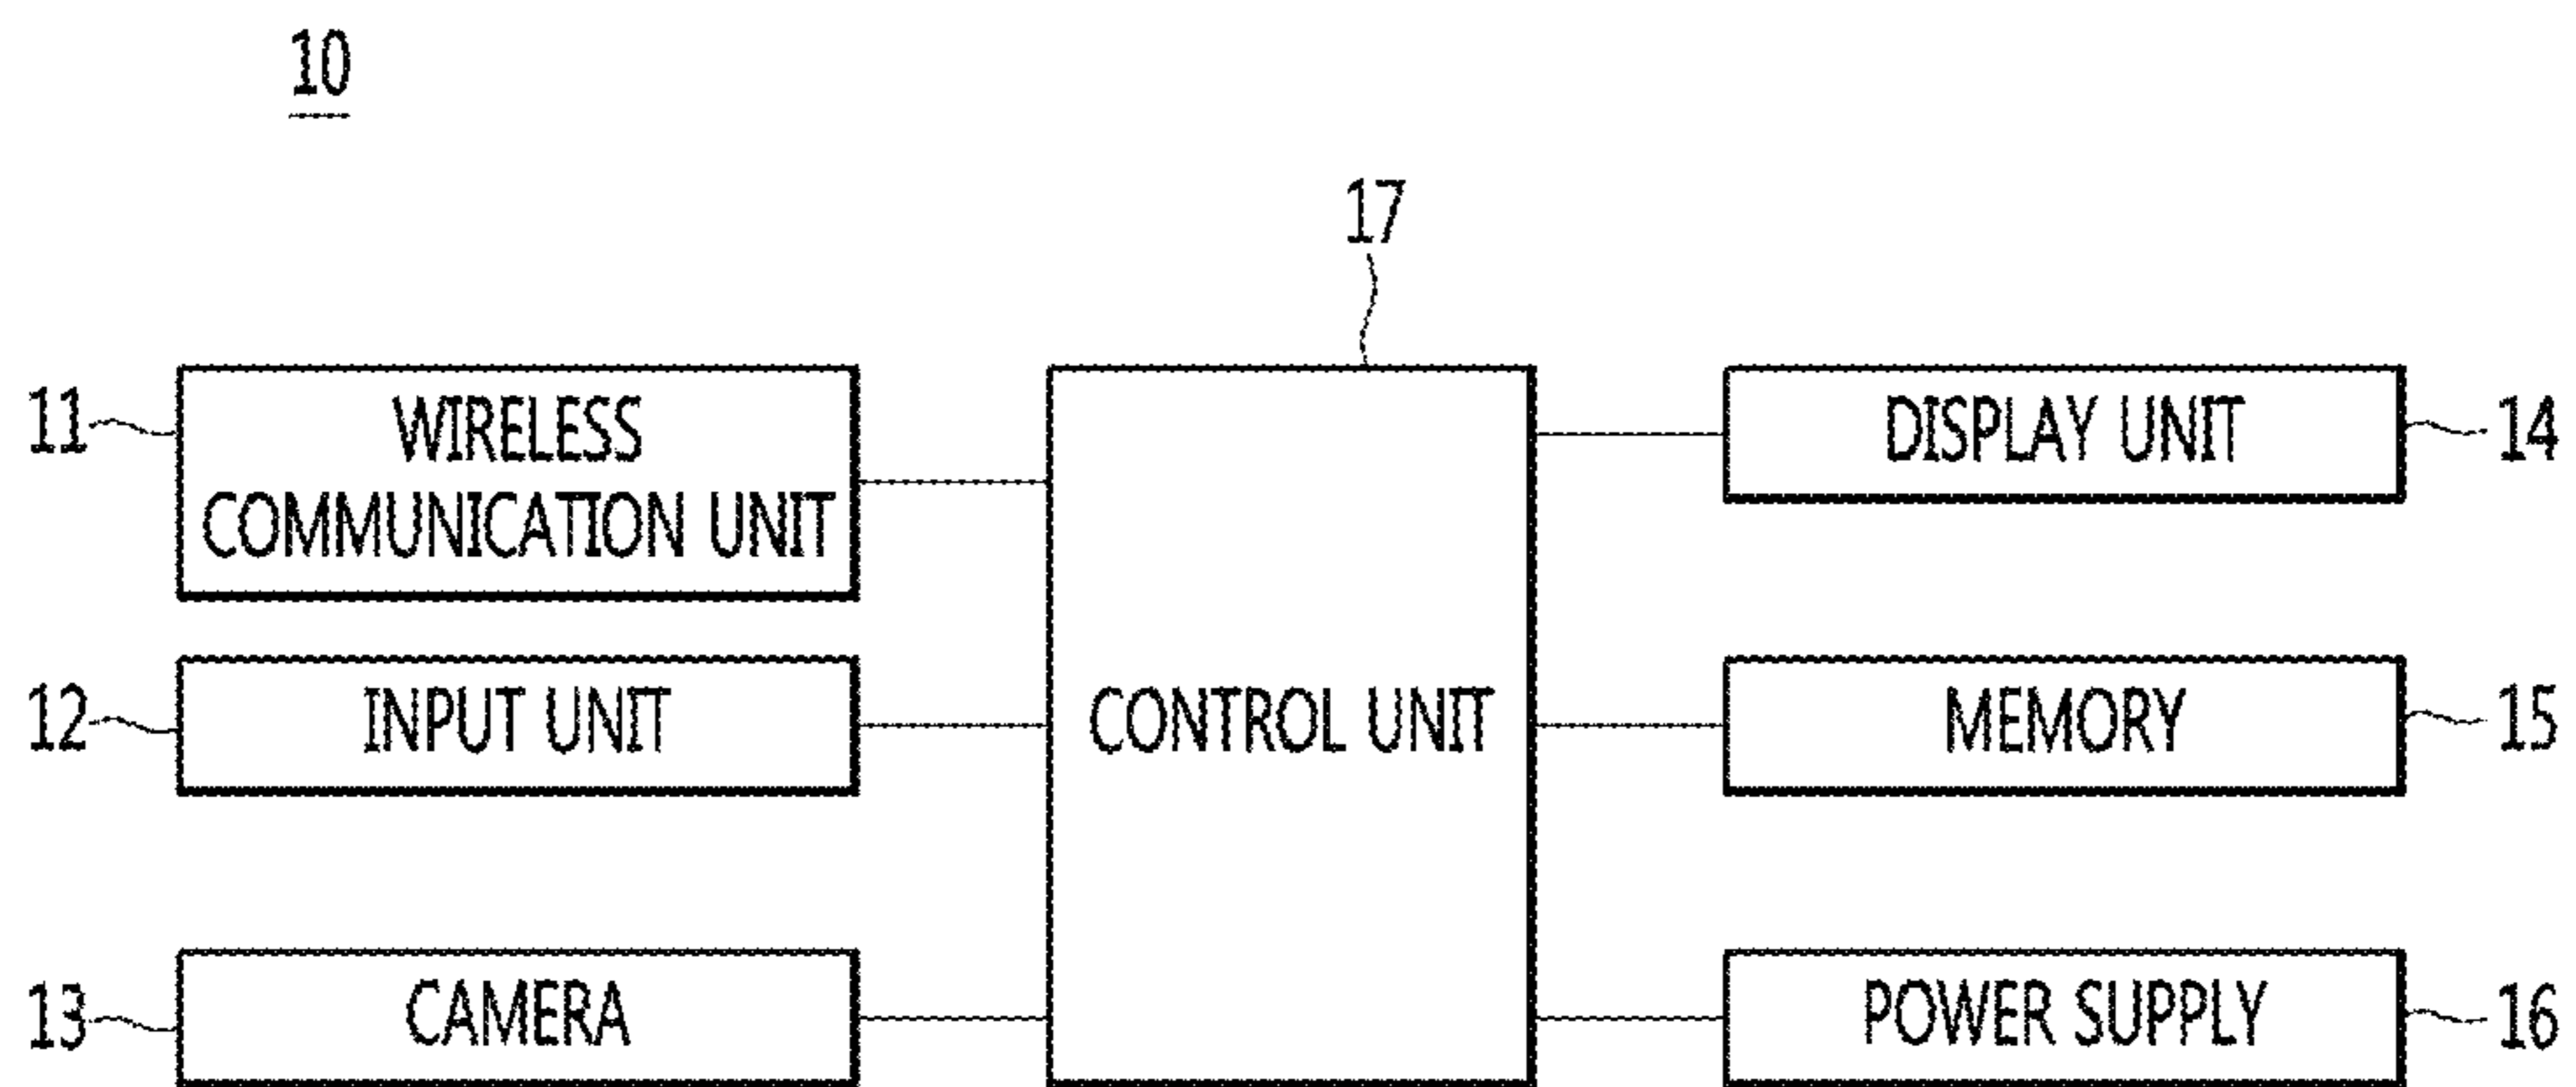 10
17
11
WIRELESS
COMMUNICATION UNIT
DISPLAY UNIT
14
12
INPUT UNIT
CONTROL UNIT
MEMORY
15
13
CAMERA
POWER SUPPLY
16